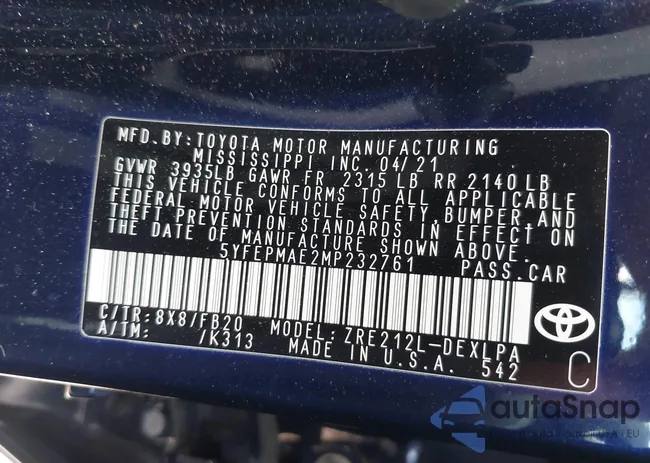 MFD. BY: TOYOTA MOTOR MANUFACTURING
MISSISSIPPI INC. 04/21
GVWR 3935LB GAWR FR 2315 LB RR 2140 LB
THIS VEHICLE CONFORMS TO ALL APPLICABLE
FEDERAL MOTOR VEHICLE SAFETY, BUMPER, AND
THEFT PREVENTION STANDARDS IN EFFECT ON
THE DATE OF MANUFACTURE SHOWN ABOVE.
5YFEPMAE2MP232761 PASS. CAR
C/TR: 8X8/FB20 MODEL: ZRE212L-DEXLPA
A/TM: /K313 MADE IN U.S.A. 542
C
autoSnap